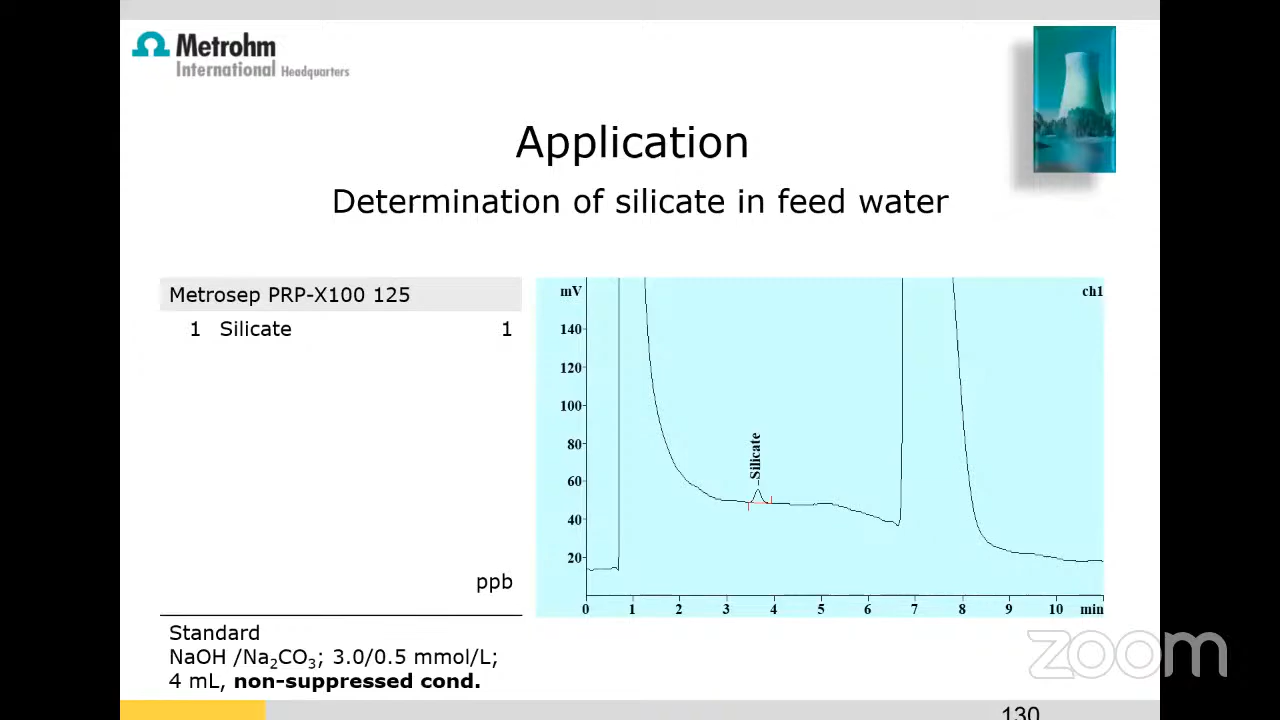 Metrohm
International Headquarters
Application
Determination of silicate in feed water
Metrosep PRP-X100 125
1 Silicate 1
ppb
Standard
NaOH /Na₂CO₃; 3.0/0.5 mmol/L;
4 mL, non-suppressed cond.
mV
ch1
140
120
100
80
60
40
20
Silicate
0 1 2 3 4 5 6 7 8 9 10 min
zoom
130